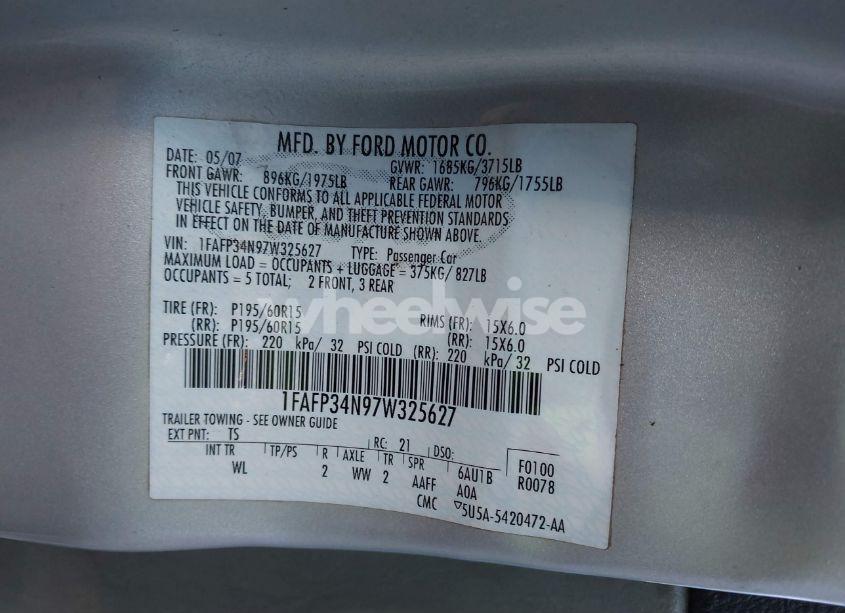 MFD. BY FORD MOTOR CO.
DATE: 05/07 GVWR: 1685KG/3715LB
FRONT GAWR: 896KG/1975LB REAR GAWR: 796KG/1755LB
THIS VEHICLE CONFORMS TO ALL APPLICABLE FEDERAL MOTOR
VEHICLE SAFETY, BUMPER, AND THEFT PREVENTION STANDARDS
IN EFFECT ON THE DATE OF MANUFACTURE SHOWN ABOVE.
VIN: 1FAFP34N97W325627 TYPE: Passenger Car
MAXIMUM LOAD = OCCUPANTS + LUGGAGE = 375KG/ 827LB
OCCUPANTS = 5 TOTAL; 2 FRONT, 3 REAR
wheelwise
TIRE (FR): P195/60R15 RIMS (FR): 15X6.0
(RR): P195/60R15 (RR): 15X6.0
PRESSURE (FR): 220 kPa/ 32 PSI COLD (RR): 220 kPa/ 32 PSI COLD
1FAFP34N97W325627
TRAILER TOWING - SEE OWNER GUIDE
EXT PNT: TS RC: 21 DSO:
INT TR TP/PS R AXLE TR SPR 6AU1B F0100
WL 2 WW 2 AAFF A0A R0078
CMC ▽5U5A-5420472-AA